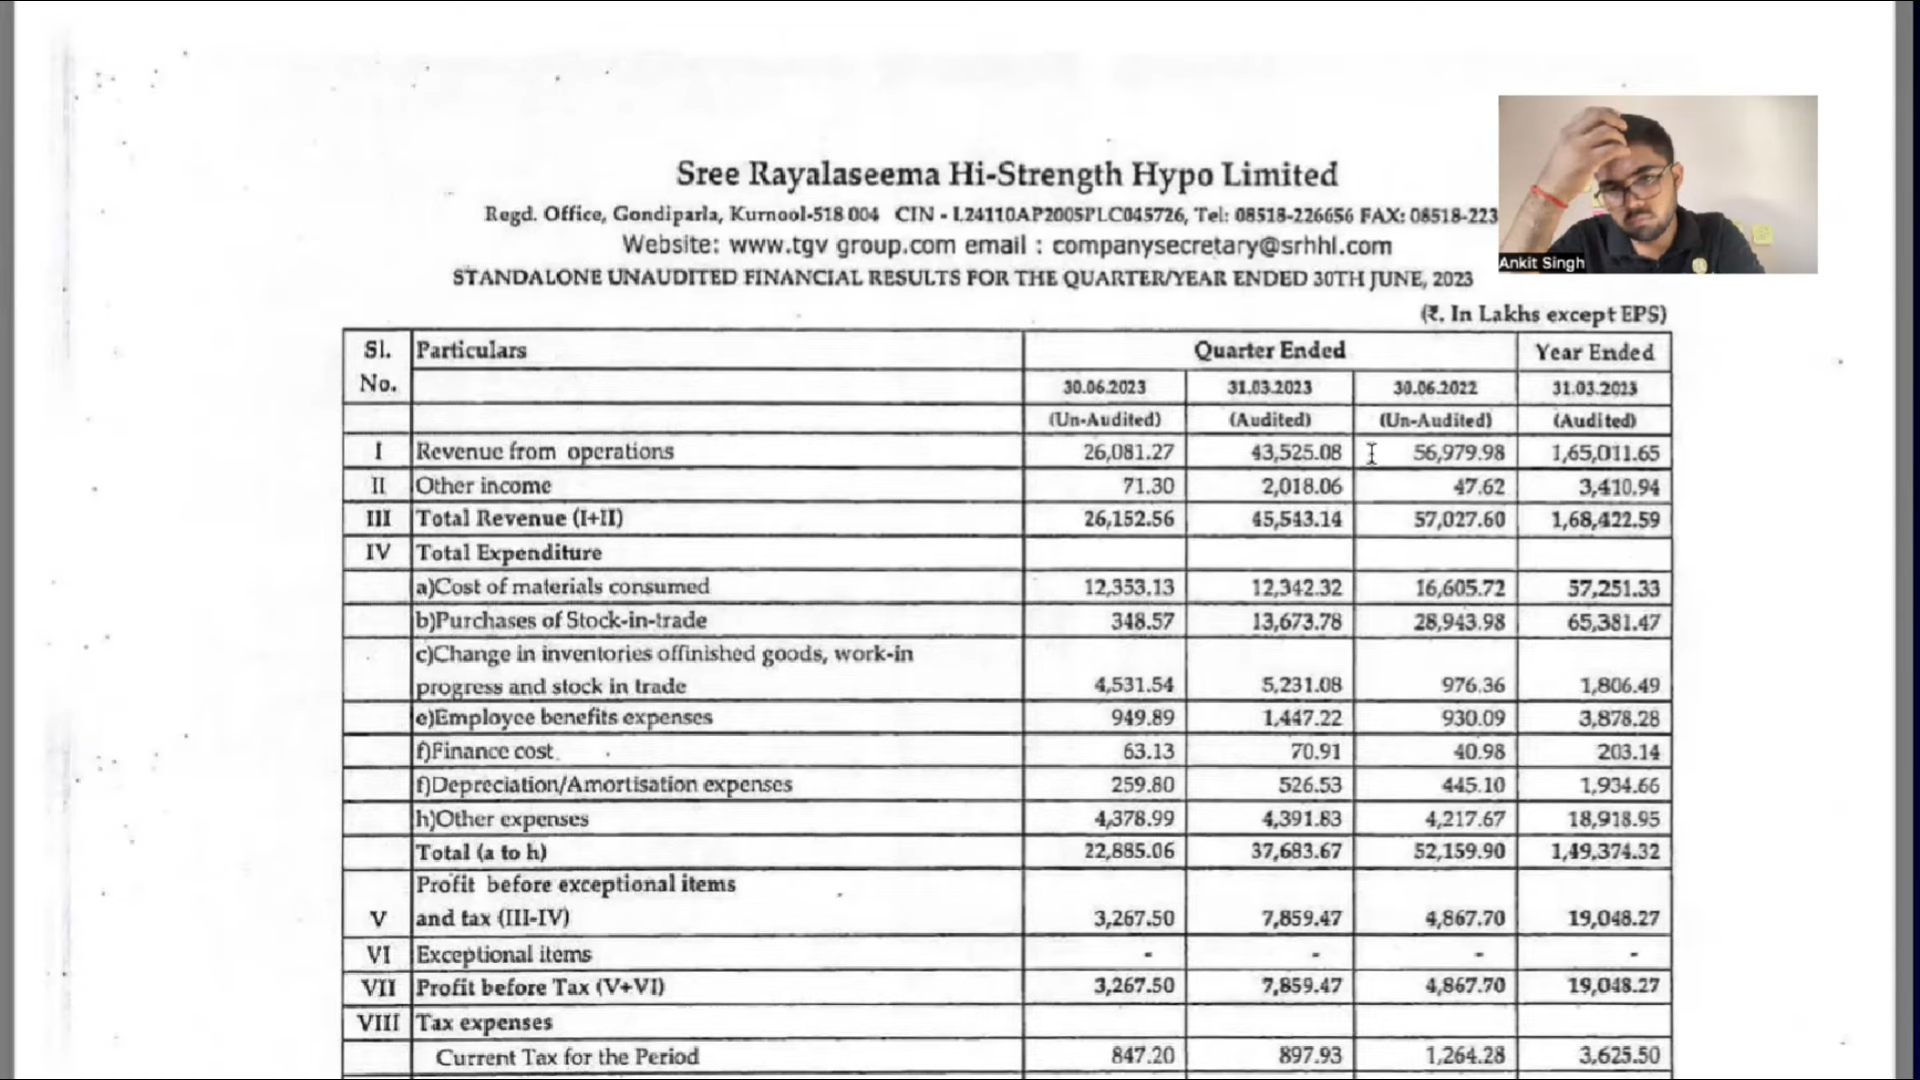 Sree Rayalaseema Hi-Strength Hypo Limited
Regd. Office, Gondiparla, Kurnool-518 004 CIN - L24110AP2005PLC045726, Tel: 08518-226656 FAX: 08518-223
Website: www.tgv group.com email : companysecretary@srhhl.com
STANDALONE UNAUDITED FINANCIAL RESULTS FOR THE QUARTER/YEAR ENDED 30TH JUNE, 2023
Ankit Singh
(₹. In Lakhs except EPS)
Sl. No. Particulars Quarter Ended Year Ended
30.06.2023 31.03.2023 30.06.2022 31.03.2023
(Un-Audited) (Audited) (Un-Audited) (Audited)
I Revenue from operations 26,081.27 43,525.08 56,979.98 1,65,011.65
II Other income 71.30 2,018.06 47.62 3,410.94
III Total Revenue (I+II) 26,152.56 45,543.14 57,027.60 1,68,422.59
IV Total Expenditure
a)Cost of materials consumed 12,353.13 12,342.32 16,605.72 57,251.33
b)Purchases of Stock-in-trade 348.57 13,673.78 28,943.98 65,381.47
c)Change in inventories offinished goods, work-in
progress and stock in trade 4,531.54 5,231.08 976.36 1,806.49
e)Employee benefits expenses 949.89 1,447.22 930.09 3,878.28
f)Finance cost 63.13 70.91 40.98 203.14
f)Depreciation/Amortisation expenses 259.80 526.53 445.10 1,934.66
h)Other expenses 4,378.99 4,391.83 4,217.67 18,918.95
Total (a to h) 22,885.06 37,683.67 52,159.90 1,49,374.32
Profit before exceptional items
V and tax (III-IV) 3,267.50 7,859.47 4,867.70 19,048.27
VI Exceptional items - - - -
VII Profit before Tax (V+VI) 3,267.50 7,859.47 4,867.70 19,048.27
VIII Tax expenses
Current Tax for the Period 847.20 897.93 1,264.28 3,625.50